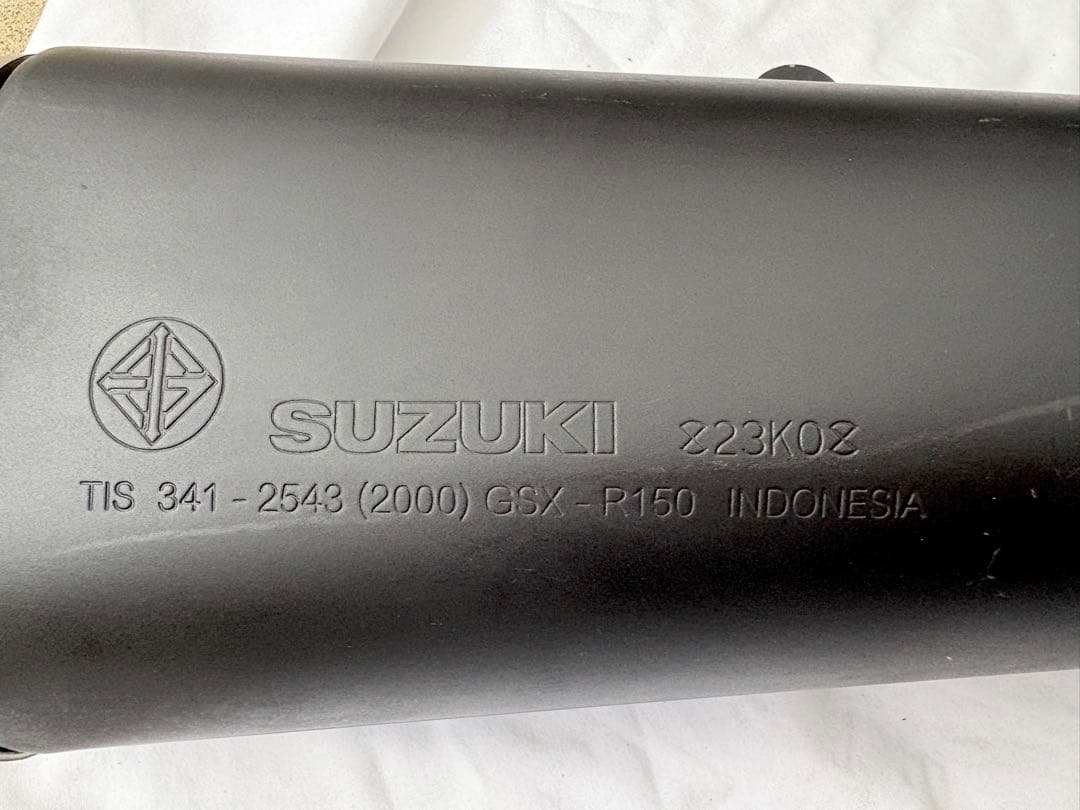 SUZUKI 823K08
TIS 341-2543 (2000) GSX-R150 INDONESIA